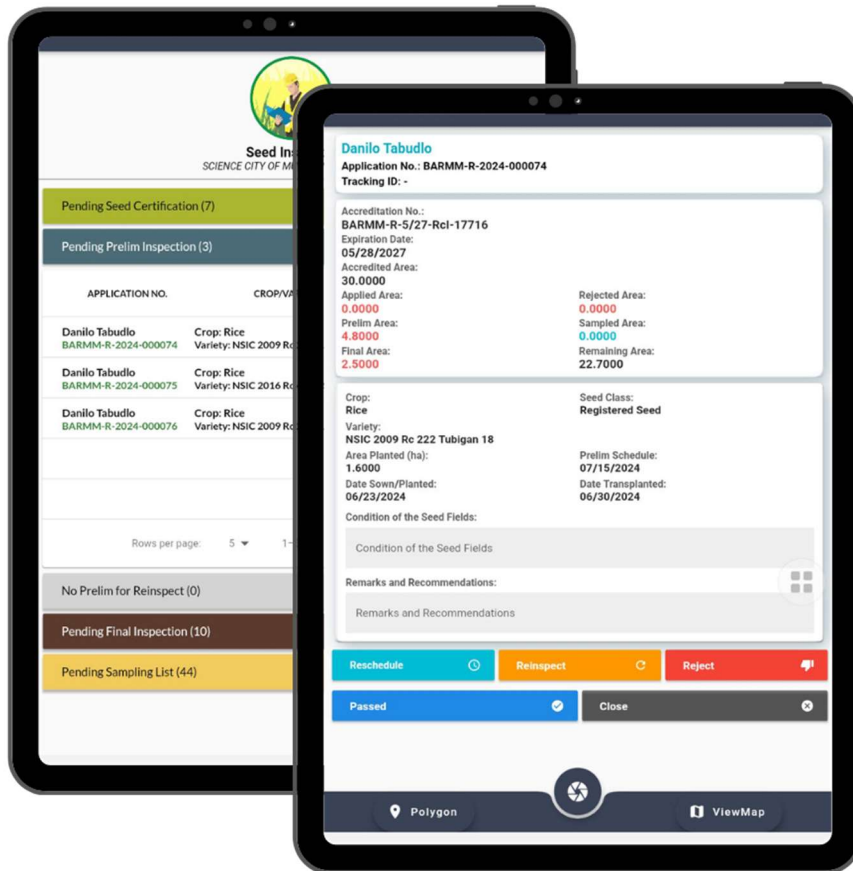 Seed
SCIENCE CITY OF
Pending Seed Certification (7)
Pending Prelim Inspection (3)
APPLICATION NO.
Danilo Tabudlo Crop: Rice
BARMM-R-2024-000074 Variety: NSIC 2009
Danilo Tabudlo Crop: Rice
BARMM-R-2024-000075 Variety: NSIC 2016
Danilo Tabudlo Crop: Rice
BARMM-R-2024-000076 Variety: NSIC 2009
Rows per page: 5
No Prelim for Reinspect (0)
Pending Final Inspection (10)
Pending Sampling List (44)
Danilo Tabudlo
Application No.: BARMM-R-2024-000074
Tracking ID: -
Accreditation No.:
BARMM-R-5/27-Rcl-17716
Expiration Date:
05/28/2027
Accredited Area:
30.0000
Applied Area: Rejected Area:
0.0000 0.0000
Prelim Area: Sampled Area:
4.8000 0.0000
Final Area: Remaining Area:
2.5000 22.7000
Crop: Seed Class:
Rice Registered Seed
Variety:
NSIC 2009 Rc 222 Tubigan 18
Area Planted (ha): Prelim Schedule:
1.6000 07/15/2024
Date Sown/Planted: Date Transplanted:
06/23/2024 06/30/2024
Condition of the Seed Fields:
Condition of the Seed Fields
Remarks and Recommendations:
Remarks and Recommendations
Reschedule Reinspect Reject
Passed Close
Polygon ViewMap